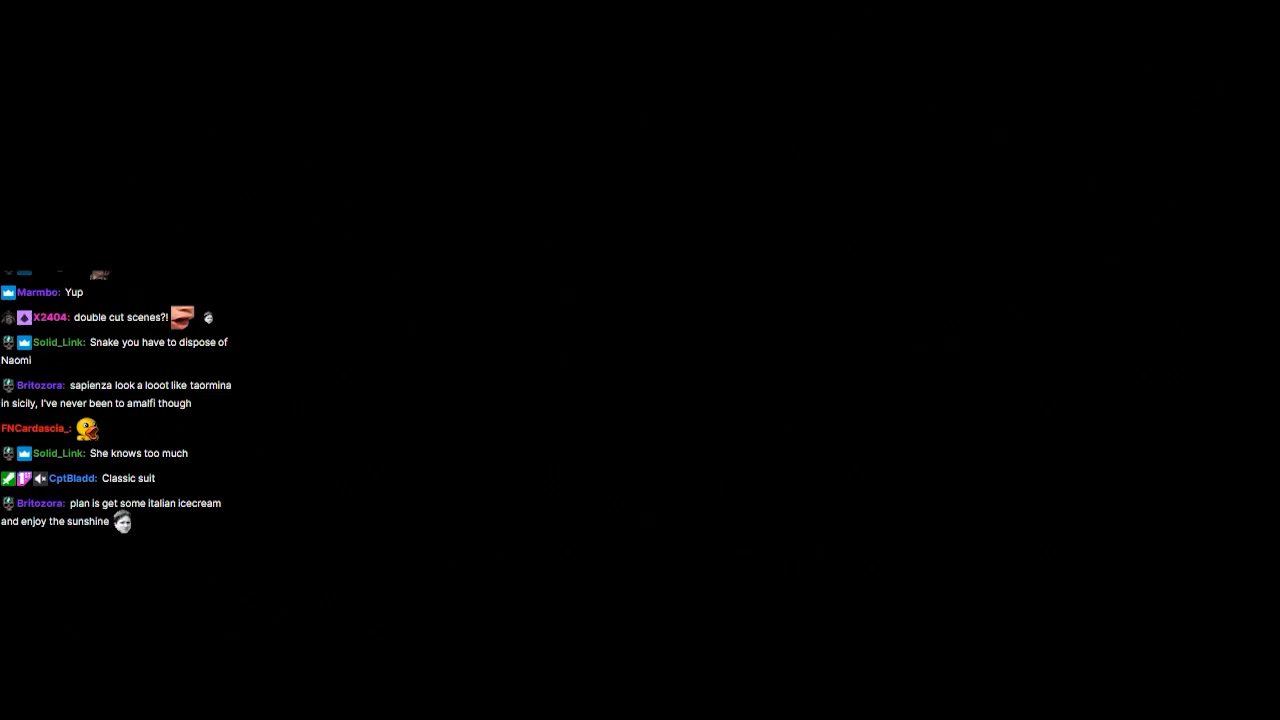 Marmbo: Yup
X2404: double cut scenes?!
Solid_Link: Snake you have to dispose of
Naomi
Britozora: sapienza look a looot like taormina
in sicily, I've never been to amalfi though
FNCardascia_:
Solid_Link: She knows too much
CptBladd: Classic suit
Britozora: plan is get some italian icecream
and enjoy the sunshine